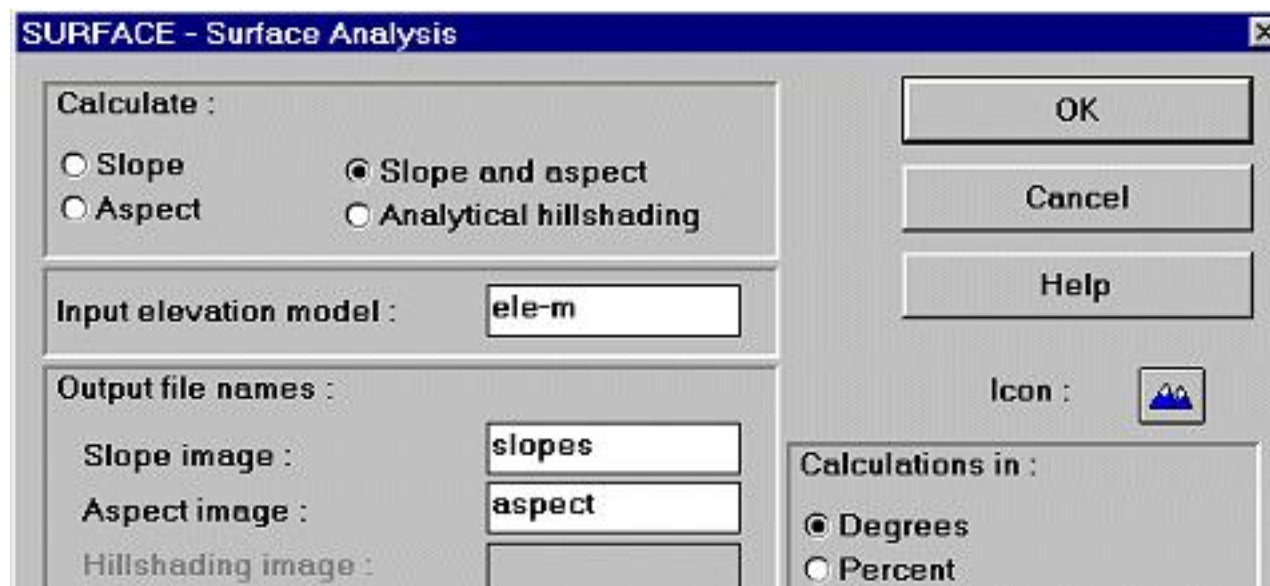 SURFACE - Surface Analysis
Calculate :
Slope
Slope and aspect
Aspect
Analytical hillshading
OK
Cancel
Help
Input elevation model :
ele-m
Output file names :
Icon :
Slope image :
slopes
Aspect image :
aspect
Hillshading image :
Calculations in :
Degrees
Percent